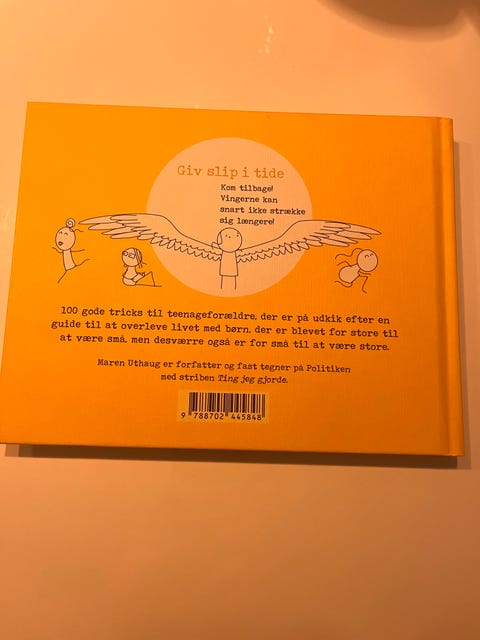 Giv slip i tide
Kom tilbage!
Vingerne kan
snart ikke strække
sig længere!
100 gode tricks til teenageforældre, der er på udkik efter en
guide til at overleve livet med børn, der er blevet for store til
at være små, men desværre også er for små til at være store.
Maren Uthaug er forfatter og fast tegner på Politiken
med striben Ting jeg gjorde.
9 788702 445848